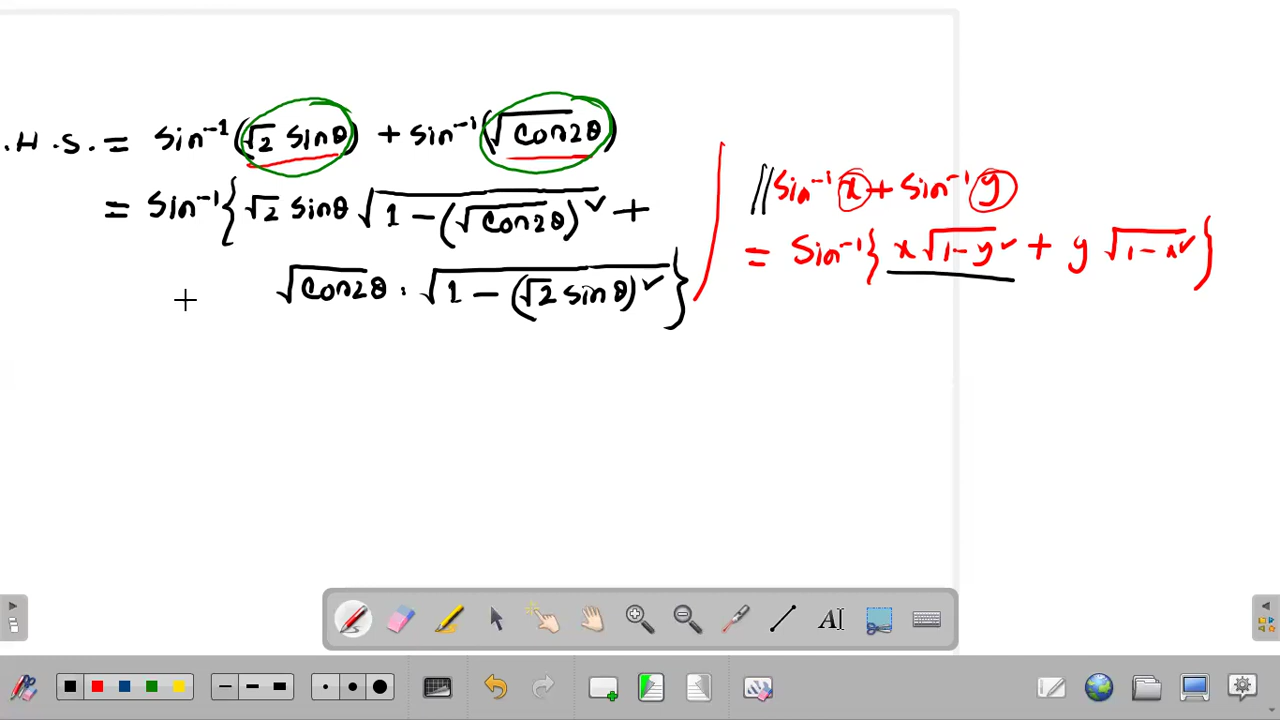 .H.S. = sin⁻¹(√2 sinθ) + sin⁻¹(√cos2θ)
= sin⁻¹{√2 sinθ √1-(√cos2θ)² +
√cos2θ . √1-(√2 sinθ)²}
sin⁻¹x + sin⁻¹y
= sin⁻¹{x√1-y² + y√1-x²}